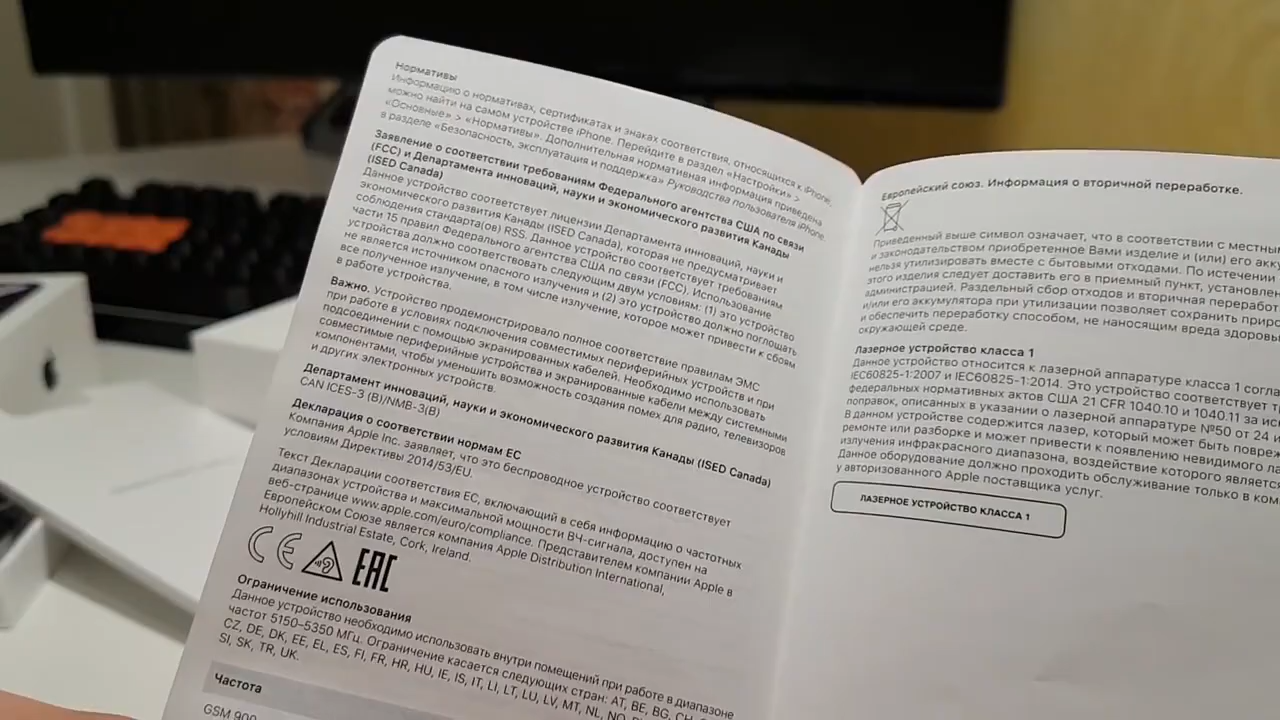 Нормативы
Информацию о нормативах, сертификатах и знаках соответствия, относящихся к iPhone,
можно найти на самом устройстве iPhone. Перейдите в раздел «Настройки» >
«Основные» > «Нормативы». Дополнительная нормативная информация приведена
в разделе «Безопасность, эксплуатация и поддержка» Руководства пользователя iPhone.
Заявление о соответствии требованиям Федерального агентства США по связи
(FCC) и Департамента инноваций, науки и экономического развития Канады
(ISED Canada)
Данное устройство соответствует лицензии Департамента инноваций, науки и
экономического развития Канады (ISED Canada), которая не предусматривает
соблюдения стандарта(ов) RSS. Данное устройство соответствует требованиям
части 15 правил Федерального агентства США по связи (FCC). Использование
устройства должно соответствовать следующим двум условиям: (1) это устройство
не является источником опасного излучения и (2) это устройство должно поглощать
все полученное излучение, в том числе излучение, которое может привести к сбоям
в работе устройства.
Важно. Устройство продемонстрировало полное соответствие правилам ЭМС
при работе в условиях подключения совместимых периферийных устройств и при
подсоединении с помощью экранированных кабелей. Необходимо использовать
совместимые периферийные устройства и экранированные кабели между системными
компонентами, чтобы уменьшить возможность создания помех для радио, телевизоров
и других электронных устройств.
Департамент инноваций, науки и экономического развития Канады (ISED Canada)
CAN ICES-3 (B)/NMB-3(B)
Декларация о соответствии нормам ЕС
Компания Apple Inc. заявляет, что это беспроводное устройство соответствует
условиям Директивы 2014/53/EU.
Текст Декларации соответствия ЕС, включающий в себя информацию о частотных
диапазонах устройства и максимальной мощности ВЧ-сигнала, доступен на
веб-странице www.apple.com/euro/compliance. Представителем компании Apple в
Европейском Союзе является компания Apple Distribution International,
Hollyhill Industrial Estate, Cork, Ireland.
CE EAC
Ограничение использования
Данное устройство необходимо использовать внутри помещений при работе в диапазоне
частот 5150–5350 МГц. Ограничение касается следующих стран: AT, BE, BG, CH,
CZ, DE, DK, EE, EL, ES, FI, FR, HR, HU, IE, IS, IT, LI, LT, LU, LV, MT, NL, NO,
SI, SK, TR, UK.
Частота
GSM 900
Европейский союз. Информация о вторичной переработке.
Приведенный выше символ означает, что в соответствии с
и законодательством приобретенное Вами изделие и (или) его
нельзя утилизировать вместе с бытовыми отходами. По истечении
этого изделия следует доставить его в приемный пункт,
администрацией. Раздельный сбор отходов и вторичная
и/или его аккумулятора при утилизации позволяет сохранить
и обеспечить переработку способом, не наносящим вреда
окружающей среде.
Лазерное устройство класса 1
Данное устройство относится к лазерной аппаратуре класса 1
IEC60825-1:2007 и IEC60825-1:2014. Это устройство соответствует
федеральных нормативных актов США 21 CFR 1040.10 и 1040.11 за
поправок, описанных в указании о лазерной аппаратуре №50 от 24
В данном устройстве содержится лазер, который может быть
ремонте или разборке и может привести к появлению невидимого
излучения инфракрасного диапазона, воздействие которого является
Данное оборудование должно проходить обслуживание только в
у авторизованного Apple поставщика услуг.
ЛАЗЕРНОЕ УСТРОЙСТВО КЛАССА 1